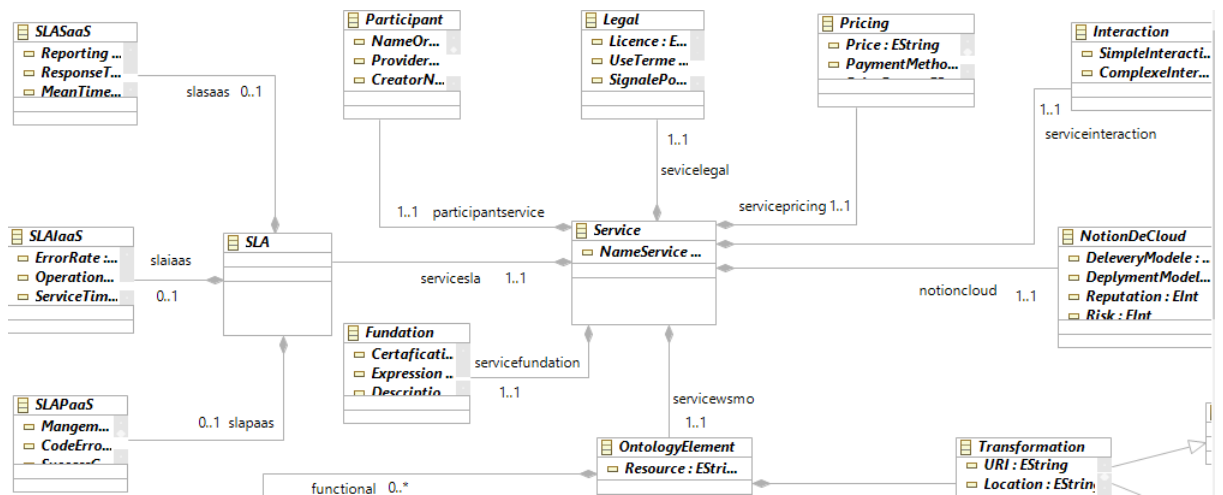 SLASaaS
Reporting ...
ResponseT...
MeanTime...
Participant
NameOr...
Provider...
CreatorN...
Legal
Licence : E...
UseTerme ...
SignalePo...
Pricing
Price : EString
PaymentMetho...
Interaction
SimpleInteracti...
ComplexeInter...
slasaas 0..1
1..1
sevicelegal
1..1
serviceinteraction
1..1 participantservice
servicepricing 1..1
SLAIaaS
ErrorRate :...
Operation...
ServiceTim...
slaiaas
0..1
SLA
servicesla 1..1
Service
NameService ...
notioncloud 1..1
NotionDeCloud
DeleveryModele : ..
DeplymentModel...
Reputation : EInt
Risk : EInt
Fundation
Certaficati..
Expression ..
Descriptio
servicefundation
1..1
servicewsmo
1..1
SLAPaaS
Mangem...
CodeErro...
0..1 slapaas
OntologyElement
Resource : EStri...
Transformation
URI : EString
Location : EString
functional 0..*